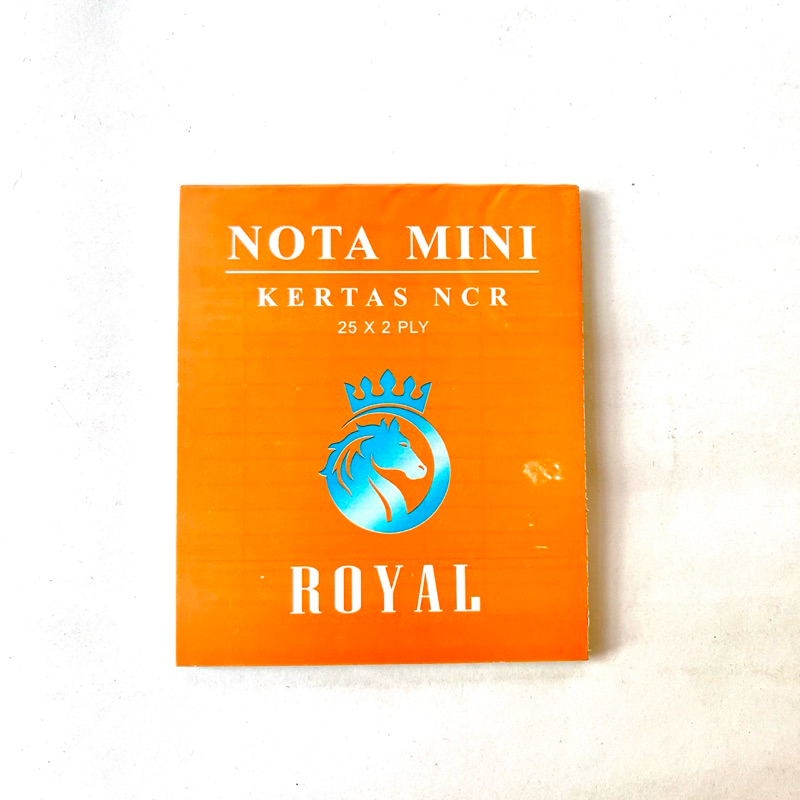 NOTA MINI
KERTAS NCR
25 X 2 PLY
ROYAL